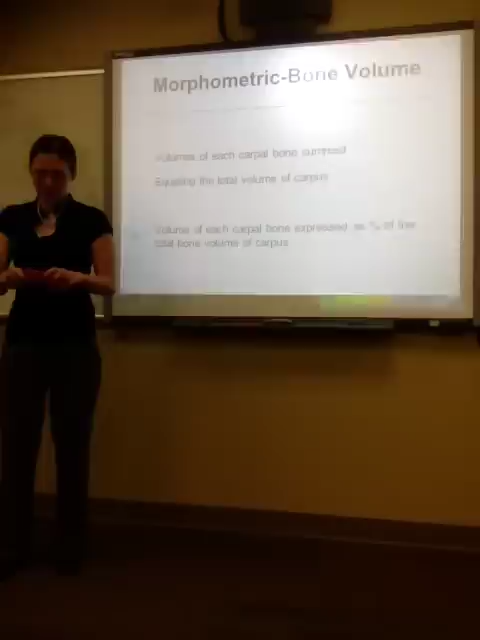 Morphometric-Bone Volume
Volumes of each carpal bone summed
Equaling the total volume of carpus
Volume of each carpal bone expressed as % of the
total bone volume of carpus